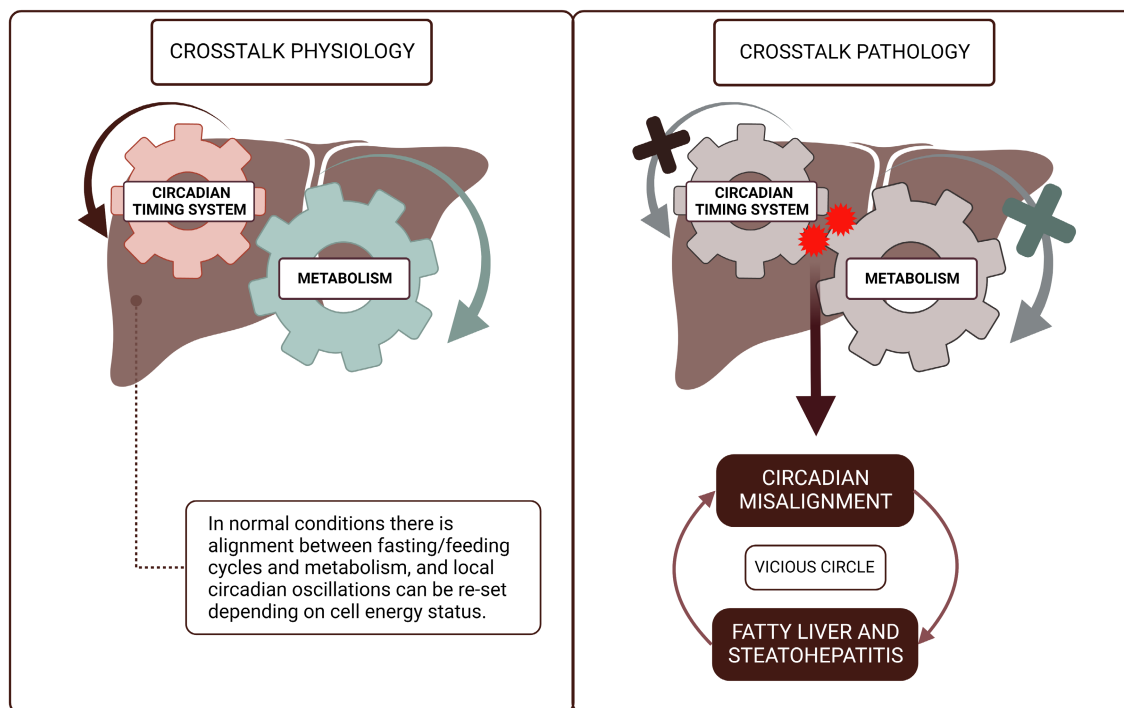 CROSSTALK PHYSIOLOGY
CIRCADIAN
TIMING SYSTEM
METABOLISM
In normal conditions there is
alignment between fasting/feeding
cycles and metabolism, and local
circadian oscillations can be re-set
depending on cell energy status.
CROSSTALK PATHOLOGY
CIRCADIAN
TIMING SYSTEM
METABOLISM
CIRCADIAN
MISALIGNMENT
VICIOUS CIRCLE
FATTY LIVER AND
STEATOHEPATITIS